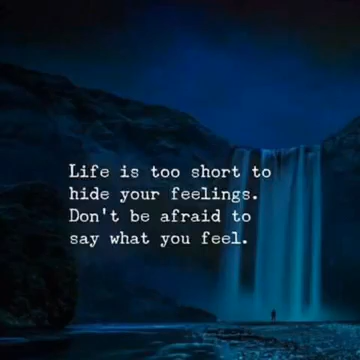 Life is too short to
hide your feelings.
Don't be afraid to
say what you feel.